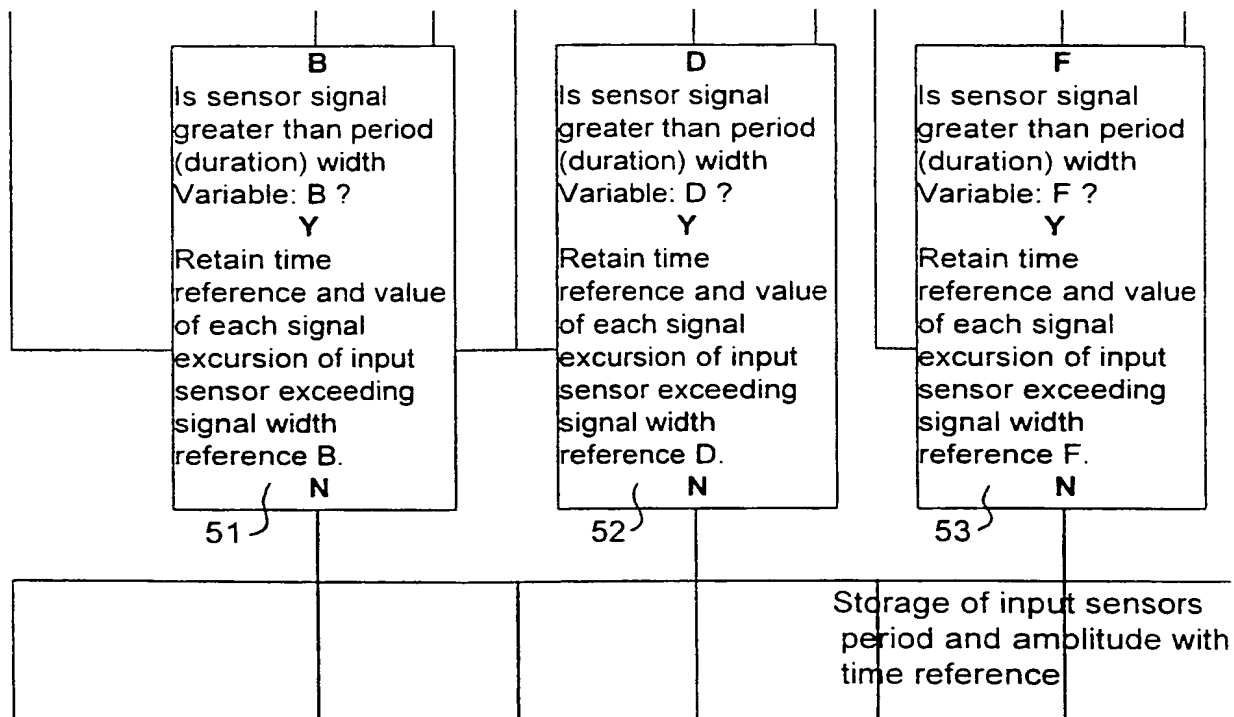 B
Is sensor signal
greater than period
(duration) width
Variable: B ?
Y
Retain time
reference and value
of each signal
excursion of input
sensor exceeding
signal width
reference B.
N
51
D
Is sensor signal
greater than period
(duration) width
Variable: D ?
Y
Retain time
reference and value
of each signal
excursion of input
sensor exceeding
signal width
reference D.
N
52
F
Is sensor signal
greater than period
(duration) width
Variable: F ?
Y
Retain time
reference and value
of each signal
excursion of input
sensor exceeding
signal width
reference F.
N
53
Storage of input sensors
period and amplitude with
time reference